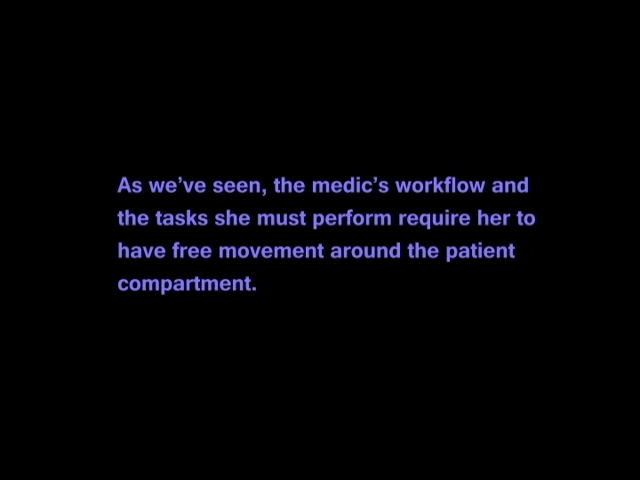 As we’ve seen, the medic’s workflow and
the tasks she must perform require her to
have free movement around the patient
compartment.